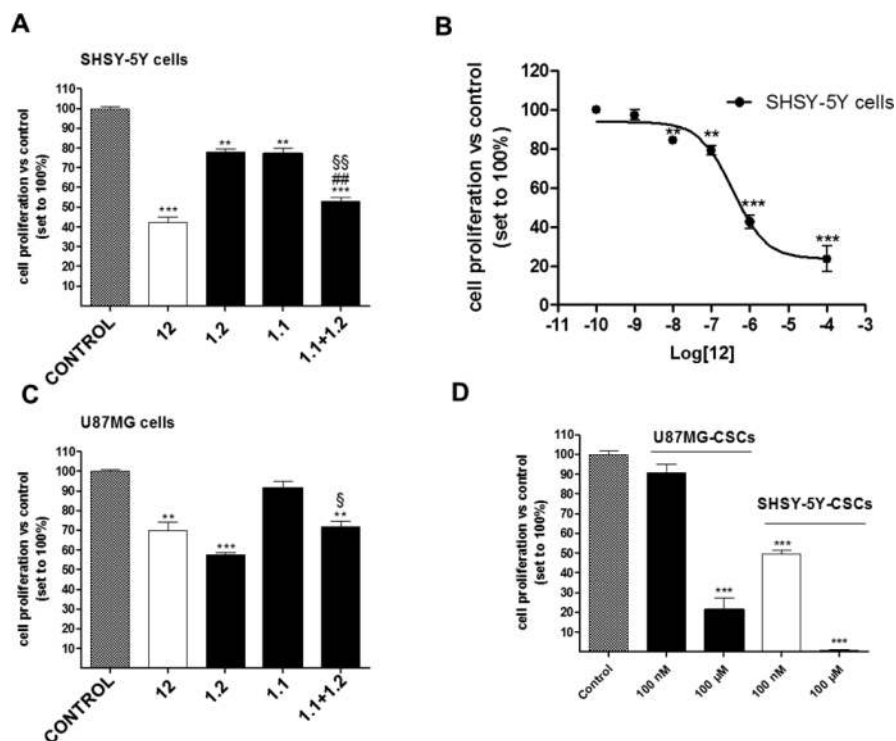 A
SHSY-5Y cells
cell proliferation vs control
(set to 100%)
110
100
90
80
70
60
50
40
30
20
10
***
**
**
§§
##
***
CONTROL
12
1.2
1.1
1.1+1.2
B
cell proliferation vs control
(set to 100%)
120
100
80
60
40
20
0
SHSY-5Y cells
**
**
***
***
-11
-10
-9
-8
-7
-6
-5
-4
-3
Log[12]
C
U87MG cells
cell proliferation vs control
(set to 100%)
110
100
90
80
70
60
50
40
30
20
10
**
***
§
**
CONTROL
12
1.2
1.1
1.1+1.2
D
cell proliferation vs control
(set to 100%)
110
100
90
80
70
60
50
40
30
20
10
U87MG-CSCs
SHSY-5Y-CSCs
***
***
***
Control
100 nM
100 µM
100 nM
100 µM